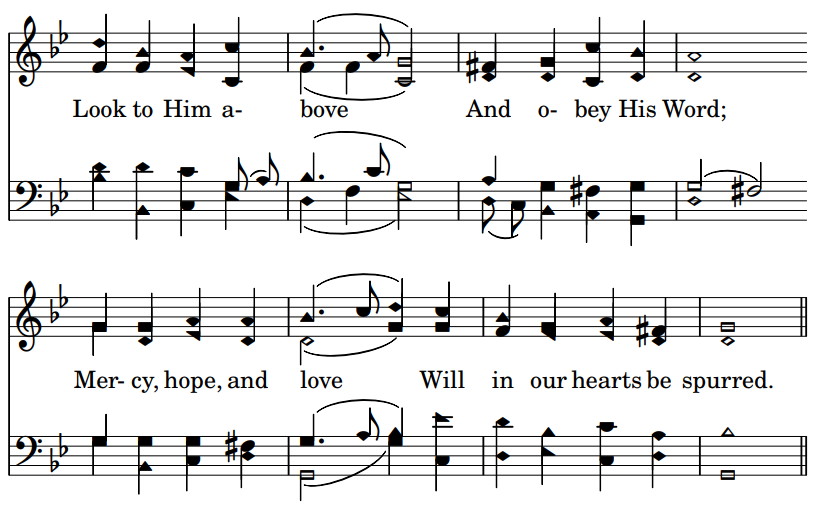 Look to Him a- bove And o- bey His Word;
Mer- cy, hope, and love Will in our hearts be spurred.